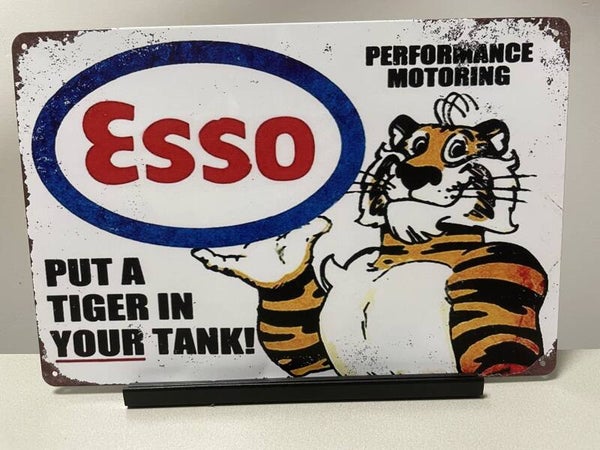 PERFORMANCE
MOTORING
Esso
PUT A
TIGER IN
YOUR TANK!